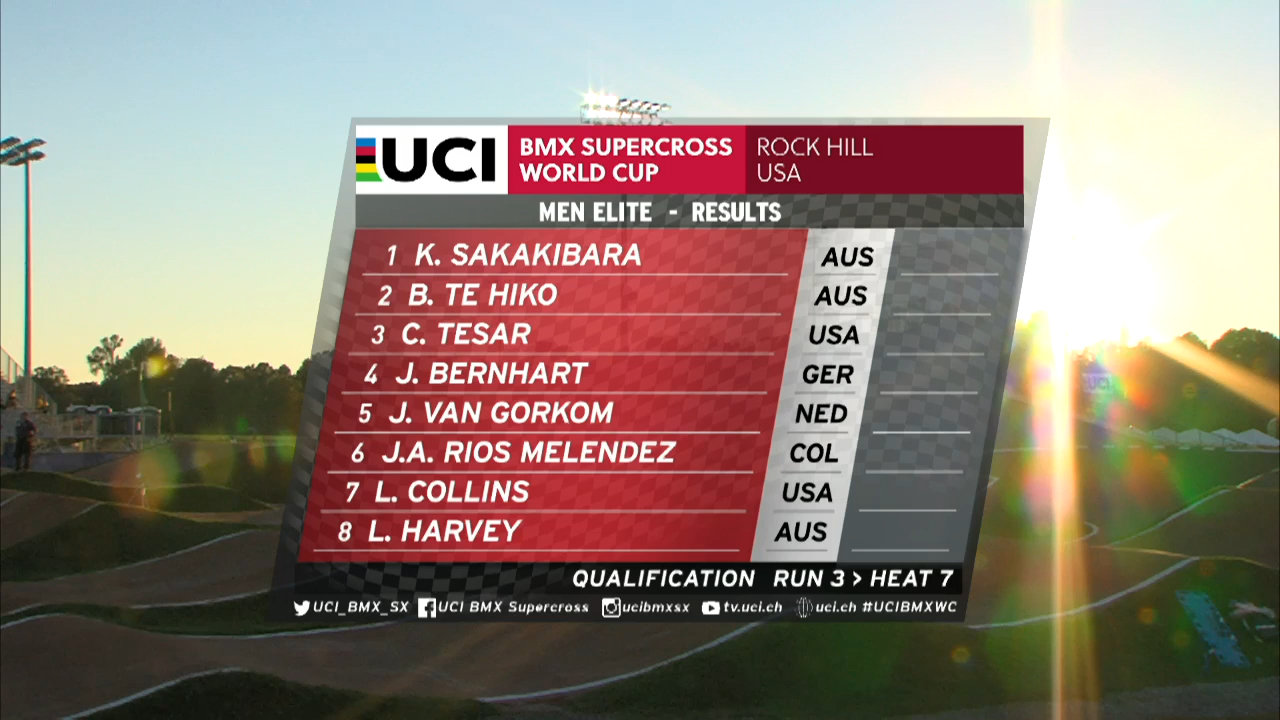 UCI
BMX SUPERCROSS
WORLD CUP
ROCK HILL
USA
MEN ELITE - RESULTS
1 K. SAKAKIBARA AUS
2 B. TE HIKO AUS
3 C. TESAR USA
4 J. BERNHART GER
5 J. VAN GORKOM NED
6 J.A. RIOS MELENDEZ COL
7 L. COLLINS USA
8 L. HARVEY AUS
QUALIFICATION RUN 3 > HEAT 7
UCI_BMX_SX UCI BMX Supercross ucibmxsx tv.uci.ch uci.ch #UCIBMXWC
UCI